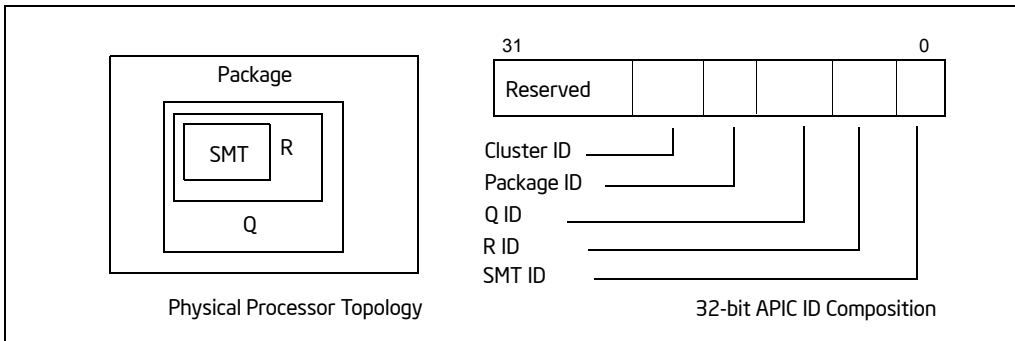 Package
SMT
R
Q
Physical Processor Topology
31
0
Reserved
Cluster ID
Package ID
Q ID
R ID
SMT ID
32-bit APIC ID Composition